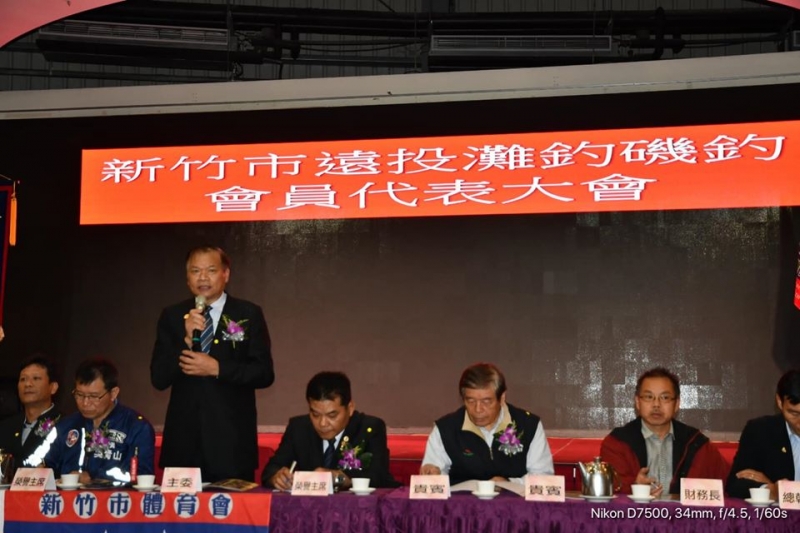 新竹市遠投灘釣磯釣
會員代表大會
榮譽主席
主委
榮譽主席
貴賓
貴賓
財務長
新竹市體育會
Nikon D7500, 34mm, f/4.5, 1/60s